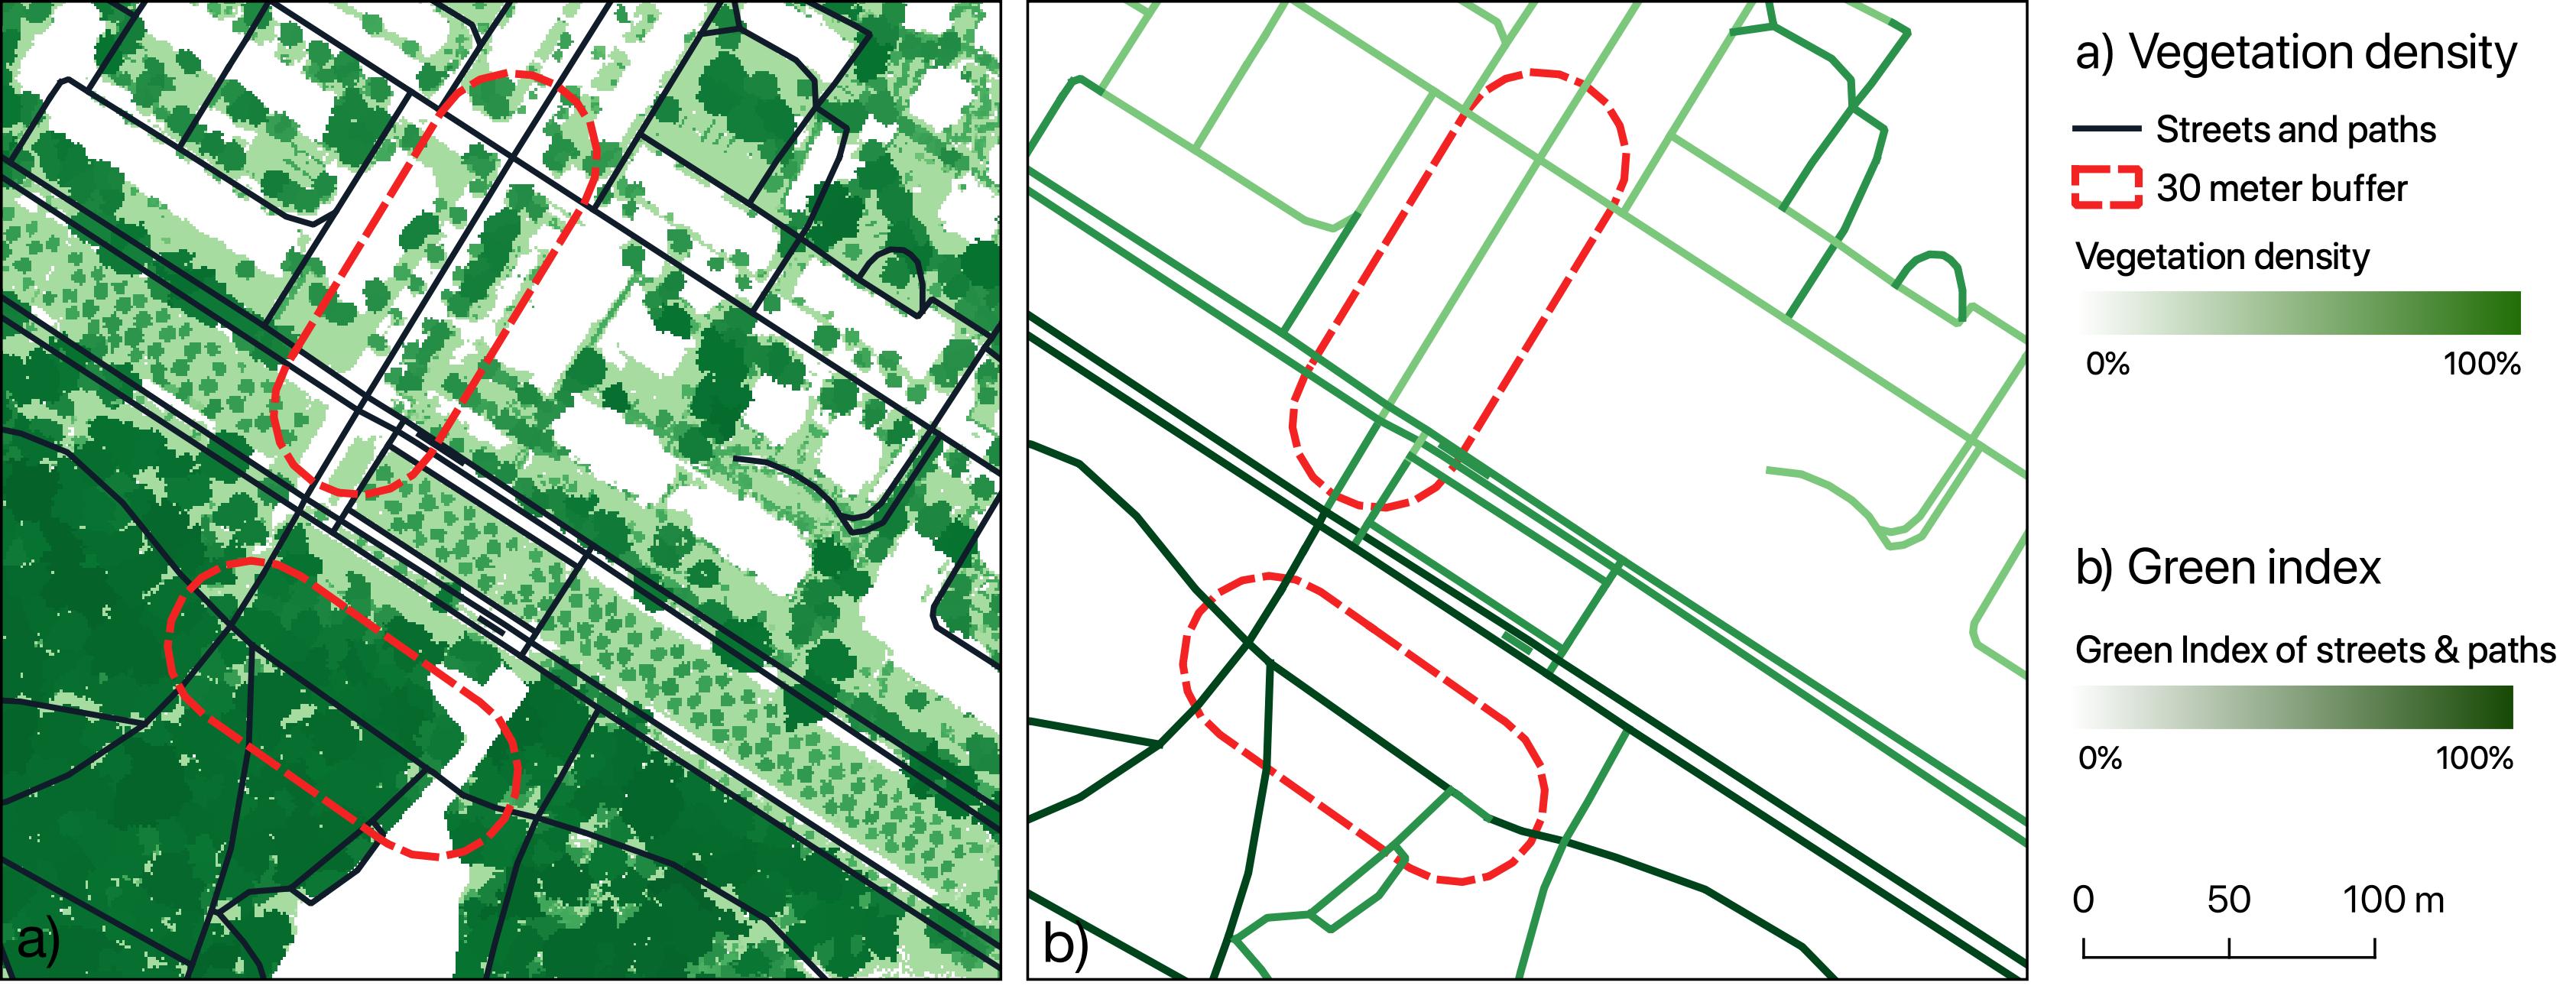 a)
b)
a) Vegetation density
Streets and paths
30 meter buffer
Vegetation density
0% 100%
b) Green index
Green Index of streets & paths
0% 100%
0 50 100 m